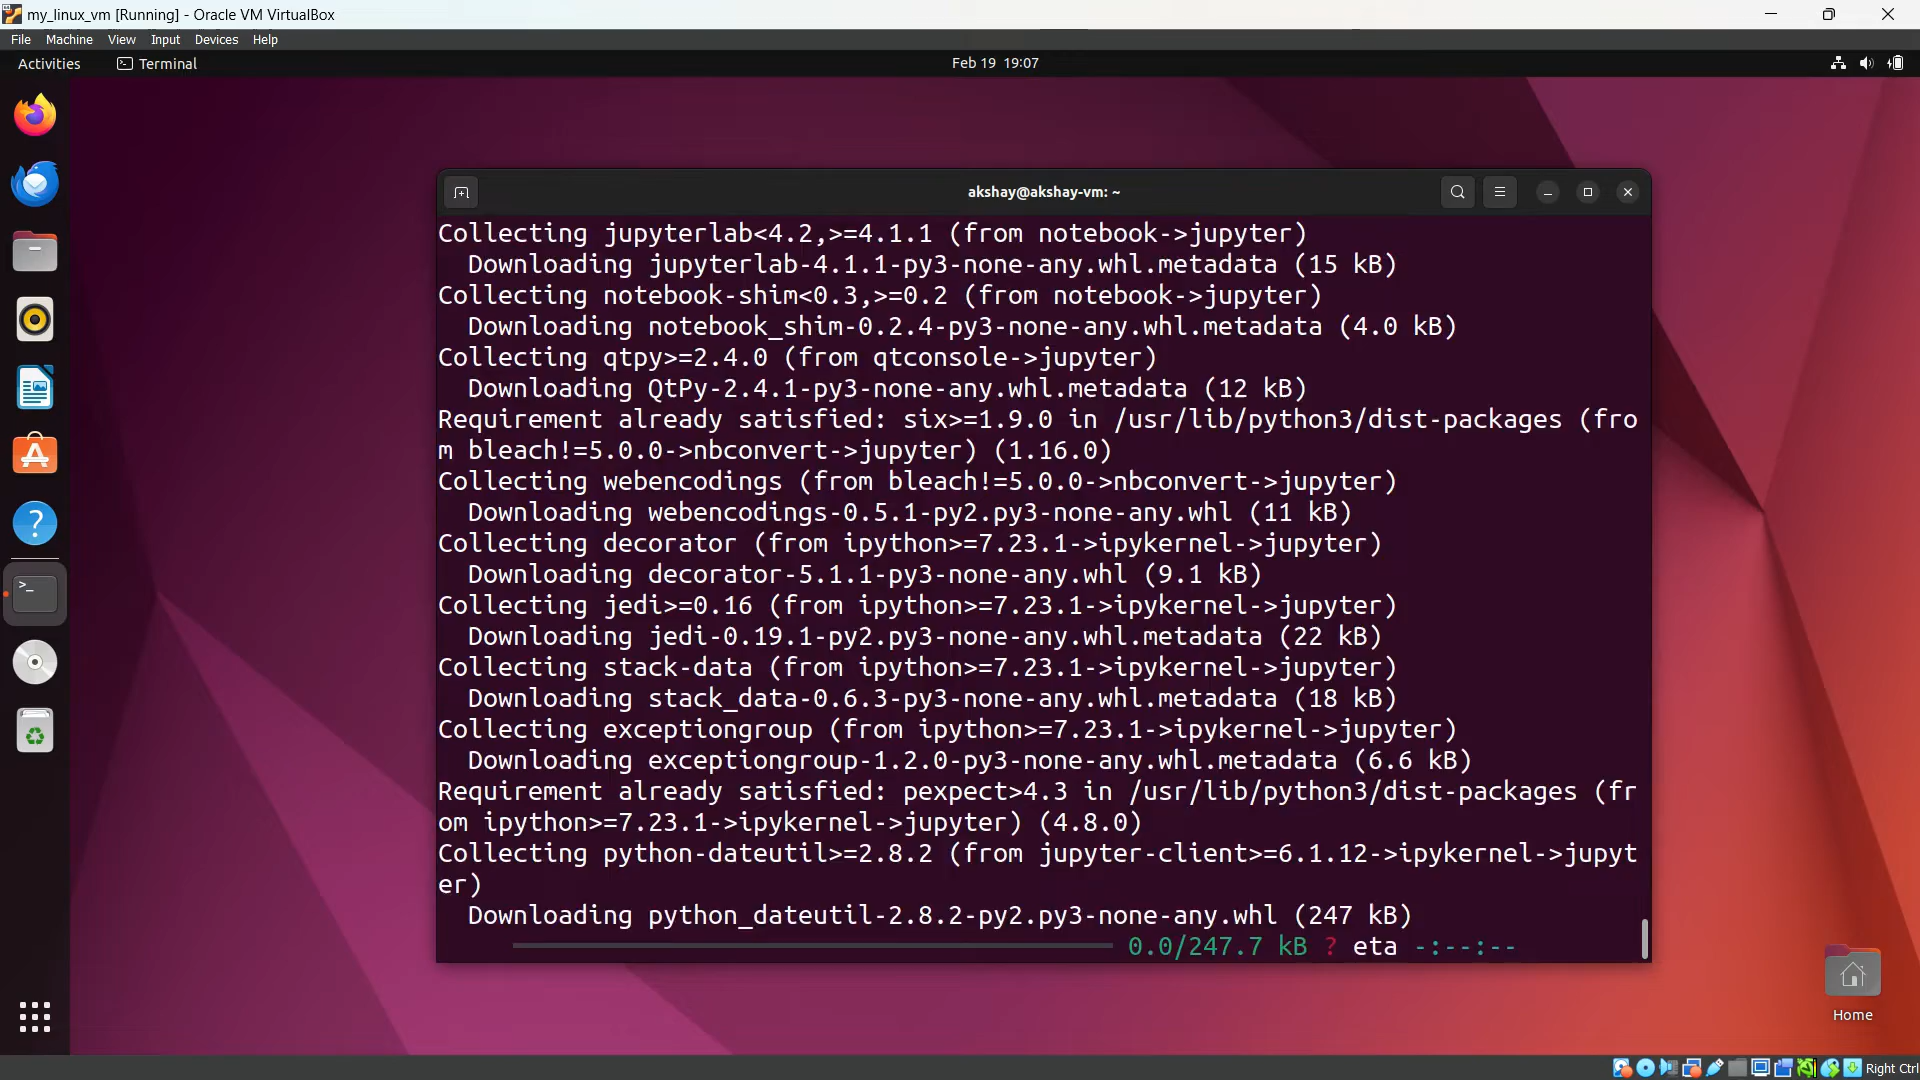 my_linux_vm [Running] - Oracle VM VirtualBox
File Machine View Input Devices Help
Activities Terminal Feb 19 19:07
akshay@akshay-vm: ~
Collecting jupyterlab<4.2,>=4.1.1 (from notebook->jupyter)
Downloading jupyterlab-4.1.1-py3-none-any.whl.metadata (15 kB)
Collecting notebook-shim<0.3,>=0.2 (from notebook->jupyter)
Downloading notebook_shim-0.2.4-py3-none-any.whl.metadata (4.0 kB)
Collecting qtpy>=2.4.0 (from qtconsole->jupyter)
Downloading QtPy-2.4.1-py3-none-any.whl.metadata (12 kB)
Requirement already satisfied: six>=1.9.0 in /usr/lib/python3/dist-packages (fro
m bleach!=5.0.0->nbconvert->jupyter) (1.16.0)
Collecting webencodings (from bleach!=5.0.0->nbconvert->jupyter)
Downloading webencodings-0.5.1-py2.py3-none-any.whl (11 kB)
Collecting decorator (from ipython>=7.23.1->ipykernel->jupyter)
Downloading decorator-5.1.1-py3-none-any.whl (9.1 kB)
Collecting jedi>=0.16 (from ipython>=7.23.1->ipykernel->jupyter)
Downloading jedi-0.19.1-py2.py3-none-any.whl.metadata (22 kB)
Collecting stack-data (from ipython>=7.23.1->ipykernel->jupyter)
Downloading stack_data-0.6.3-py3-none-any.whl.metadata (18 kB)
Collecting exceptiongroup (from ipython>=7.23.1->ipykernel->jupyter)
Downloading exceptiongroup-1.2.0-py3-none-any.whl.metadata (6.6 kB)
Requirement already satisfied: pexpect>4.3 in /usr/lib/python3/dist-packages (fr
om ipython>=7.23.1->ipykernel->jupyter) (4.8.0)
Collecting python-dateutil>=2.8.2 (from jupyter-client>=6.1.12->ipykernel->jupyt
er)
Downloading python_dateutil-2.8.2-py2.py3-none-any.whl (247 kB)
0.0/247.7 kB ? eta -:--:--
Home
Right Ctrl